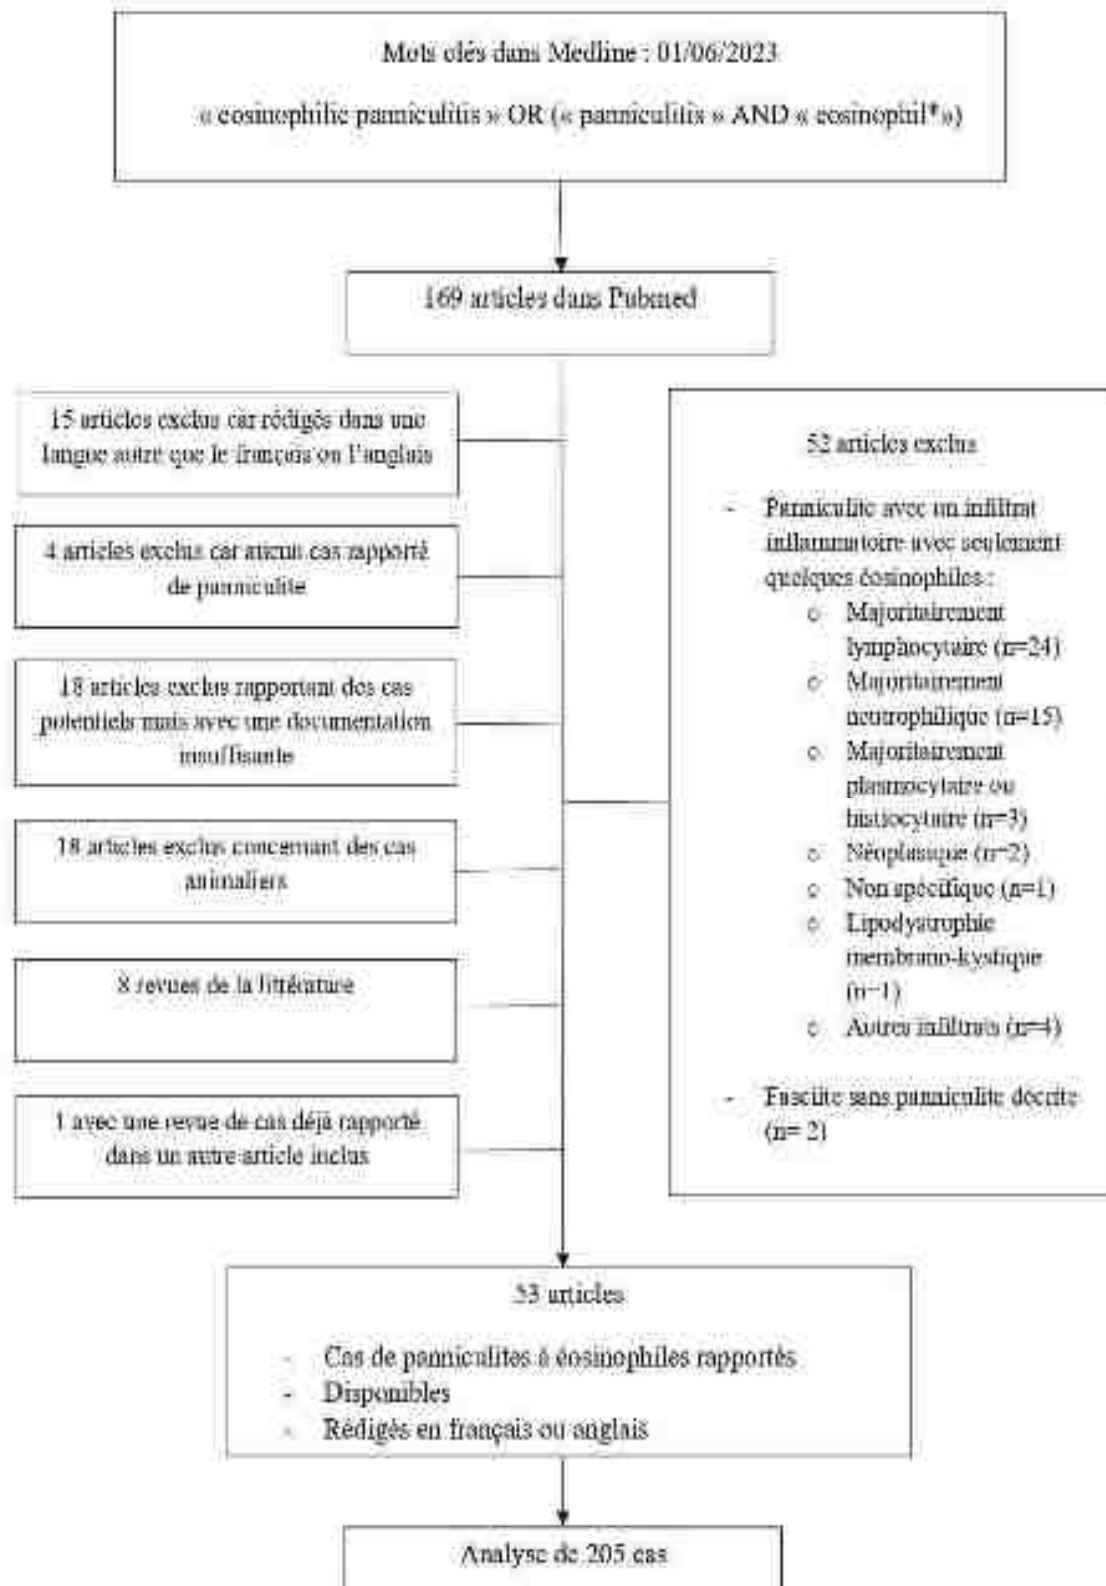 Mots clés dans Medline : 01/06/2023
« eosinophilic panniculitis » OR (« panniculitis » AND « eosinophil* »)
169 articles dans Pubmed
15 articles exclus car rédigés dans une
langue autre que le français ou l'anglais
4 articles exclus car aucun cas rapporté
de panniculite
18 articles exclus rapportant des cas
potentiels mais avec une documentation
insuffisante
18 articles exclus concernant des cas
animaliers
8 revues de la littérature
1 avec une revue de cas déjà rapporté
dans un autre article inclus
52 articles exclus
- Panniculite avec un infiltrat
inflammatoire avec seulement
quelques éosinophiles :
o Majoritairement
lymphocytaire (n=24)
o Majoritairement
neutrophilique (n=15)
o Majoritairement
plasmocytaire ou
histiocytaire (n=3)
o Néoplasique (n=2)
o Non spécifique (n=1)
o Lipodystrophie
membrano-kystique
(n=1)
o Autres infiltrats (n=4)
- Fasciite sans panniculite décrite
(n= 2)
53 articles
- Cas de panniculites à éosinophiles rapportés
- Disponibles
- Rédigés en français ou anglais
Analyse de 205 cas